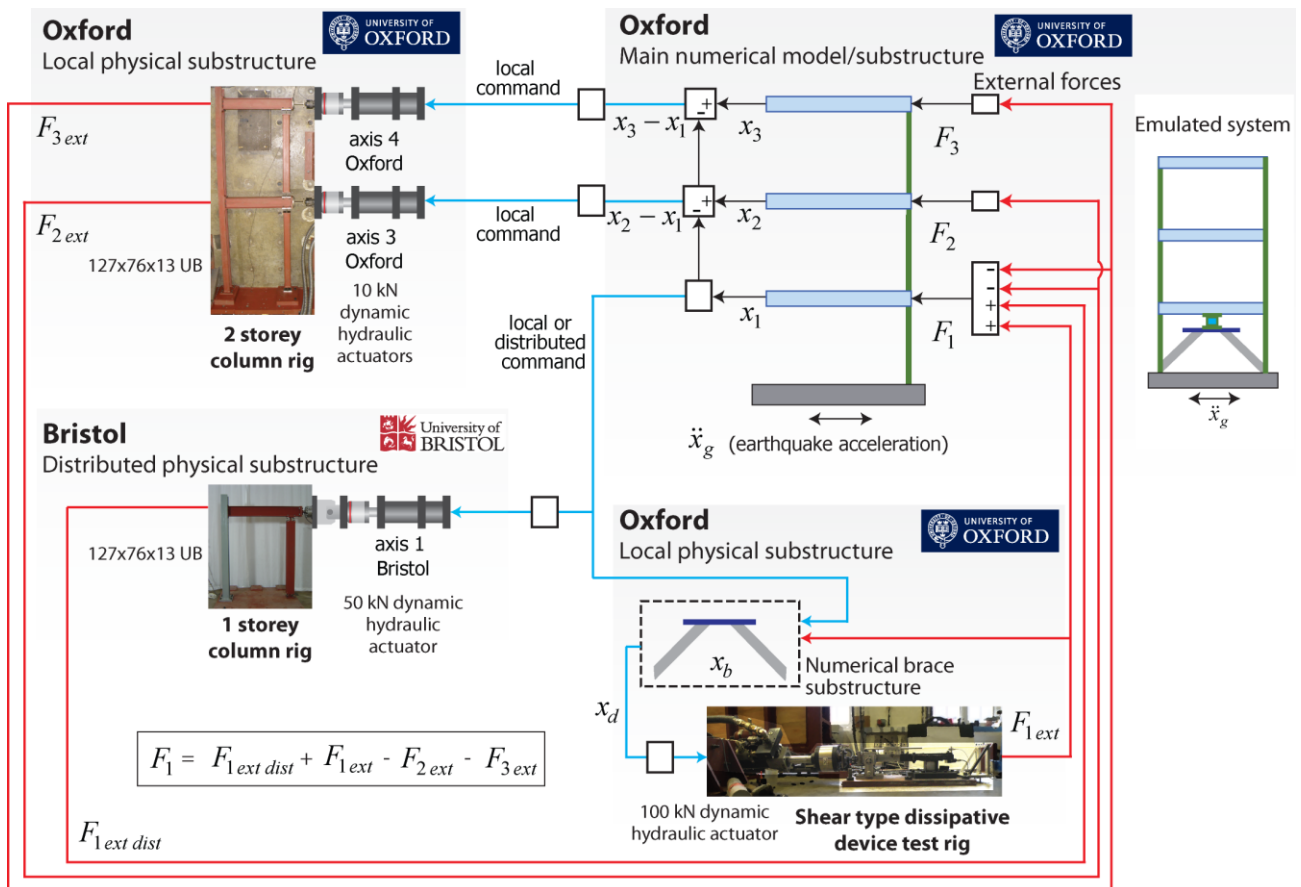 Oxford
Local physical substructure
UNIVERSITY OF
OXFORD
F3 ext
F2 ext
127x76x13 UB
2 storey
column rig
axis 4
Oxford
axis 3
Oxford
10 kN
dynamic
hydraulic
actuators
local
command
local
command
local or
distributed
command
Oxford
Main numerical model/substructure
UNIVERSITY OF
OXFORD
External forces
+
-
x3 − x1
x3
F3
+
-
x2 − x1
x2
F2
x1
F1
-
-
+
+
ẍg (earthquake acceleration)
Emulated system
ẍg
Bristol
Distributed physical substructure
University of
BRISTOL
127x76x13 UB
1 storey
column rig
axis 1
Bristol
50 kN dynamic
hydraulic
actuator
F1 = F1 ext dist + F1 ext - F2 ext - F3 ext
F1 ext dist
Oxford
Local physical substructure
UNIVERSITY OF
OXFORD
xb
Numerical brace
substructure
xd
F1 ext
100 kN dynamic
hydraulic actuator
Shear type dissipative
device test rig